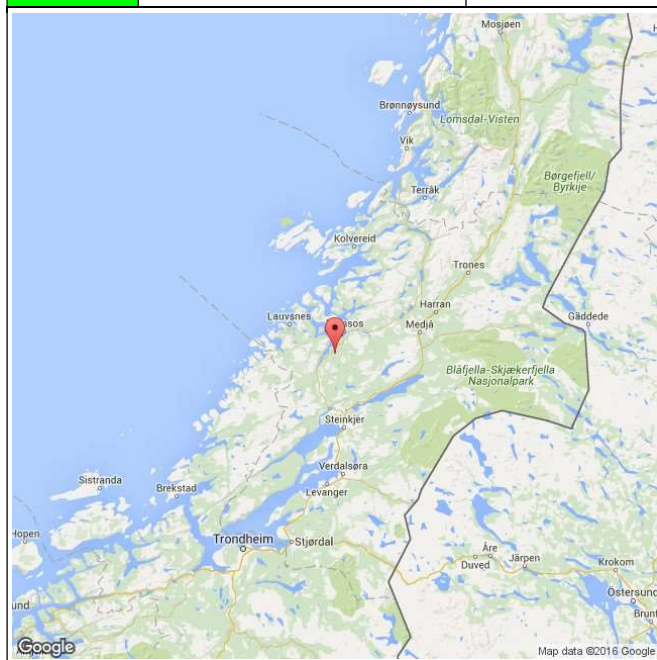 Mosjøen
Brønnøysund
Lomsdal-Visten
Vik
Børgefjell/
Byrkije
Terråk
Kolvereid
Trones
Harran
Lauvsnes
Gäddede
Medjå
Blåfjella-Skjækerfjella
Nasjonalpark
Steinkjer
Verdalsøra
Sistranda
Brekstad
Levanger
Hopen
Trondheim
Stjørdal
Åre
Duved
Järpen
Krokom
Östersund
Google
Map data ©2016 Google